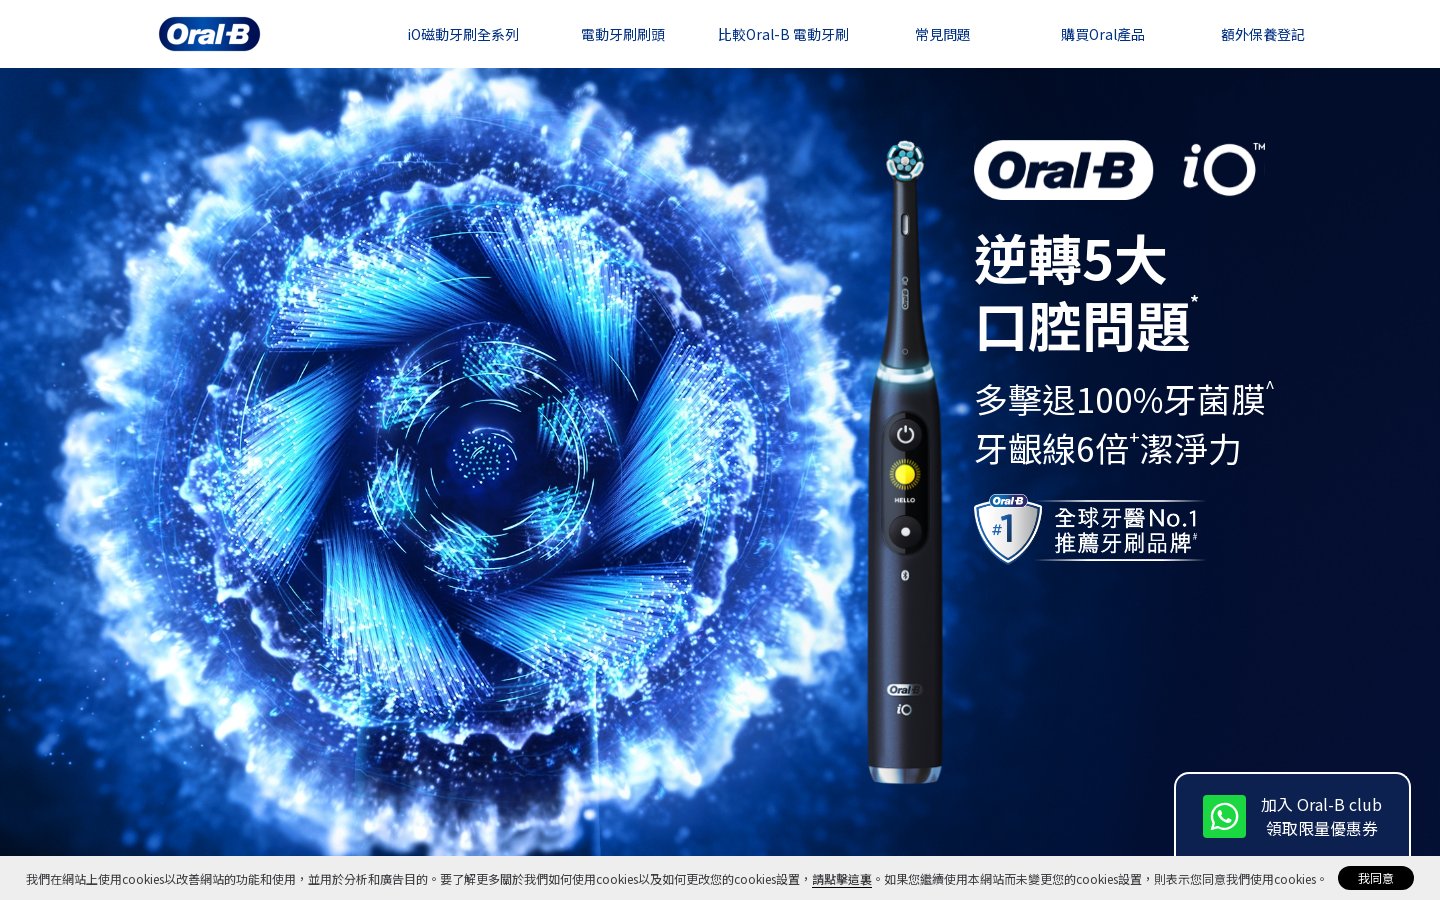 Oral-B
iO磁動牙刷全系列
電動牙刷刷頭
比較Oral-B 電動牙刷
常見問題
購買Oral產品
額外保養登記
Oral-B iO™
逆轉5大
口腔問題*
多擊退100%牙菌膜^
牙齦線6倍+潔淨力
Oral-B
#1
全球牙醫No.1
推薦牙刷品牌#
HELLO
Oral-B
iO
加入 Oral-B club
領取限量優惠券
我們在網站上使用cookies以改善網站的功能和使用，並用於分析和廣告目的。要了解更多關於我們如何使用cookies以及如何更改您的cookies設置，請點擊這裏。如果您繼續使用本網站而未變更您的cookies設置，則表示您同意我們使用cookies。
我同意